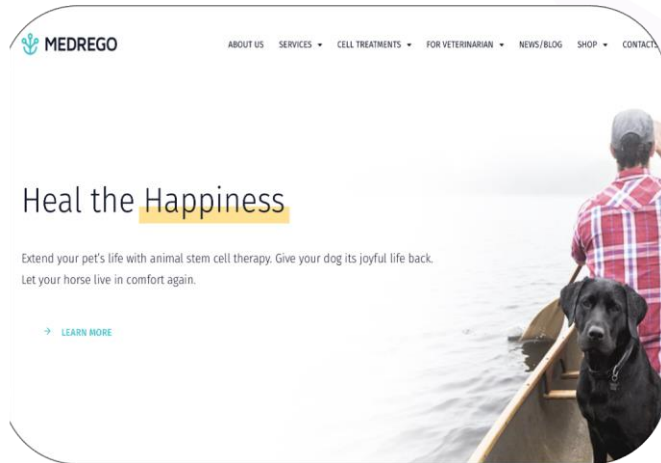 MEDREGO
ABOUT US SERVICES CELL TREATMENTS FOR VETERINARIAN NEWS/BLOG SHOP CONTACTS
Heal the Happiness
Extend your pet's life with animal stem cell therapy. Give your dog its joyful life back.
Let your horse live in comfort again.
LEARN MORE